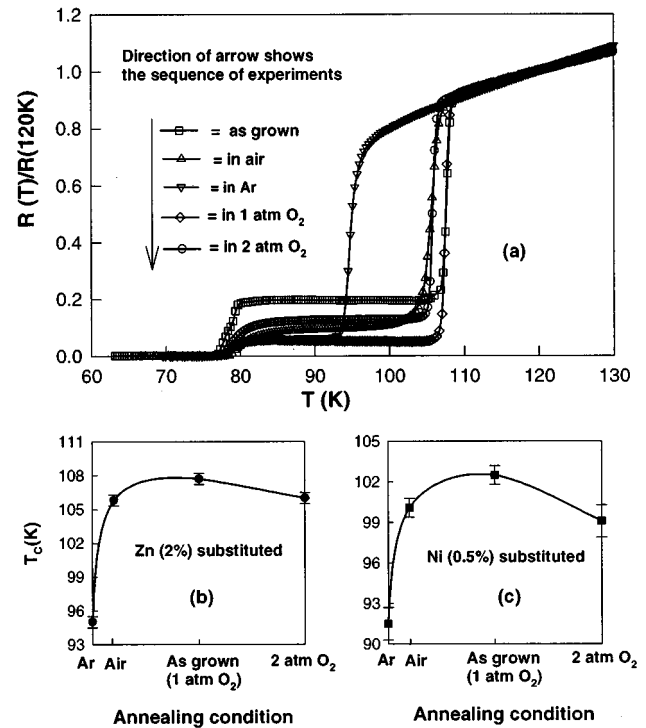 1.2
1.0
0.8
0.6
0.4
0.2
0.0
R (T)/R(120K)
Direction of arrow shows
the sequence of experiments
= as grown
= in air
= in Ar
= in 1 atm O₂
= in 2 atm O₂
(a)
60 70 80 90 100 110 120 130
T (K)
111
108
105
102
99
96
93
T_C(K)
Zn (2%) substituted
(b)
Ar Air As grown 2 atm O₂
(1 atm O₂)
Annealing condition
105
102
99
96
93
90
Ni (0.5%) substituted
(c)
Ar Air As grown 2 atm O₂
(1 atm O₂)
Annealing condition